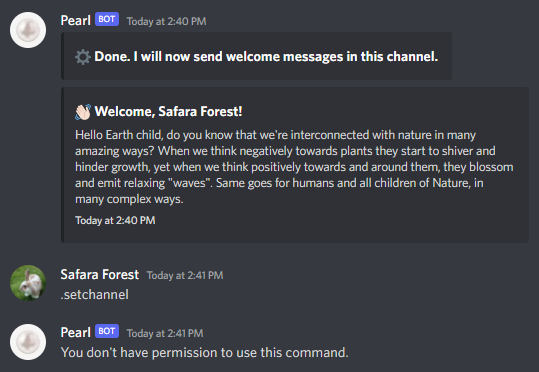 Pearl BOT Today at 2:40 PM
Done. I will now send welcome messages in this channel.
Welcome, Safara Forest!
Hello Earth child, do you know that we're interconnected with nature in many
amazing ways? When we think negatively towards plants they start to shiver and
hinder growth, yet when we think positively towards and around them, they blossom
and emit relaxing "waves". Same goes for humans and all children of Nature, in
many complex ways.
Today at 2:40 PM
Safara Forest Today at 2:41 PM
.setchannel
Pearl BOT Today at 2:41 PM
You don't have permission to use this command.